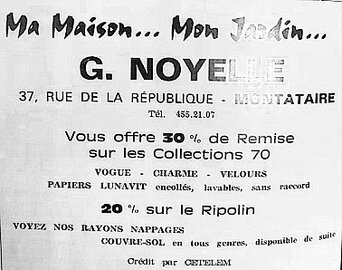 Ma Maison... Mon Jardin...
G. NOYELLE
37, RUE DE LA RÉPUBLIQUE - MONTATAIRE
Tél. 455.21.07
Vous offre 30 % de Remise
sur les Collections 70
VOGUE - CHARME - VELOURS
PAPIERS LUNAVIT encollés, lavables, sans raccord
20 % sur le Ripolin
VOYEZ NOS RAYONS NAPPAGES
COUVRE-SOL en tous genres, disponible de suite
Crédit par CETELEM